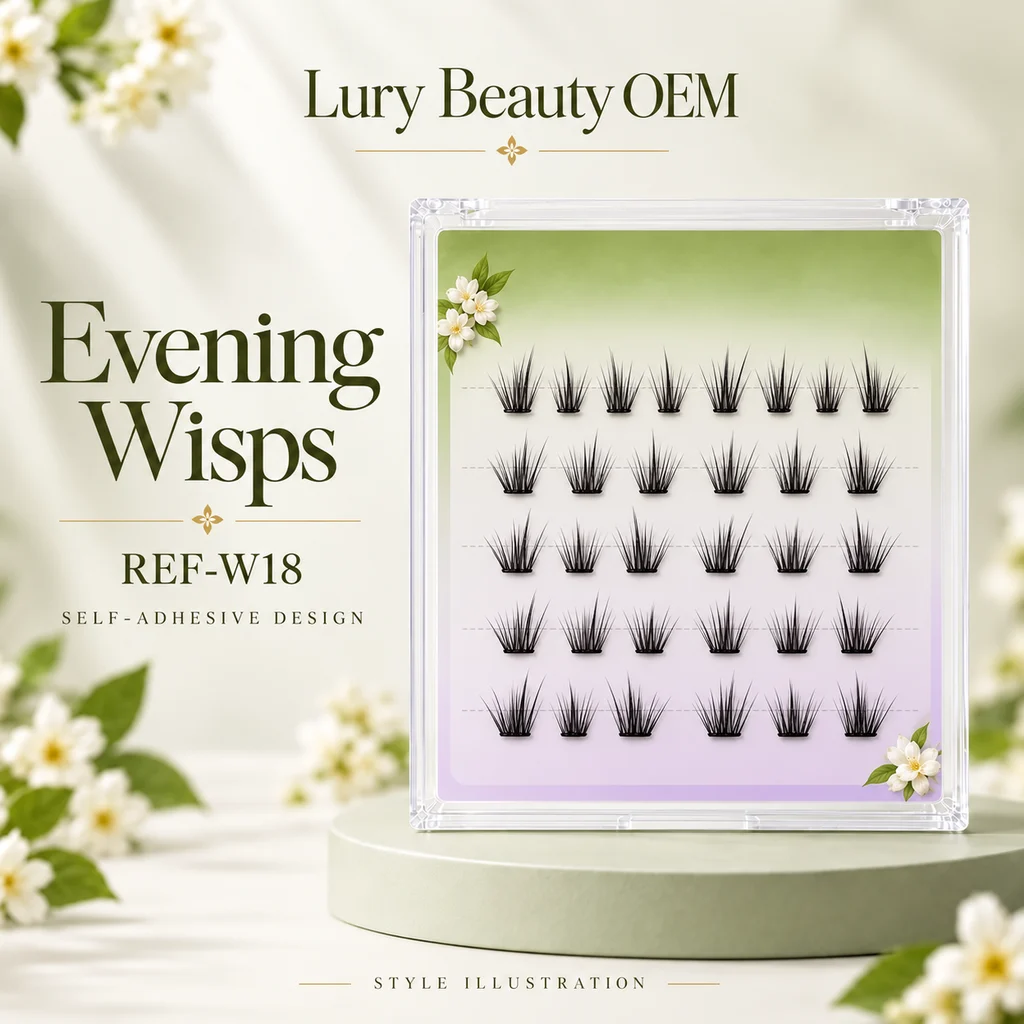 Lury Beauty OEM
Evening
Wisps
REF-W18
SELF-ADHESIVE DESIGN
STYLE ILLUSTRATION